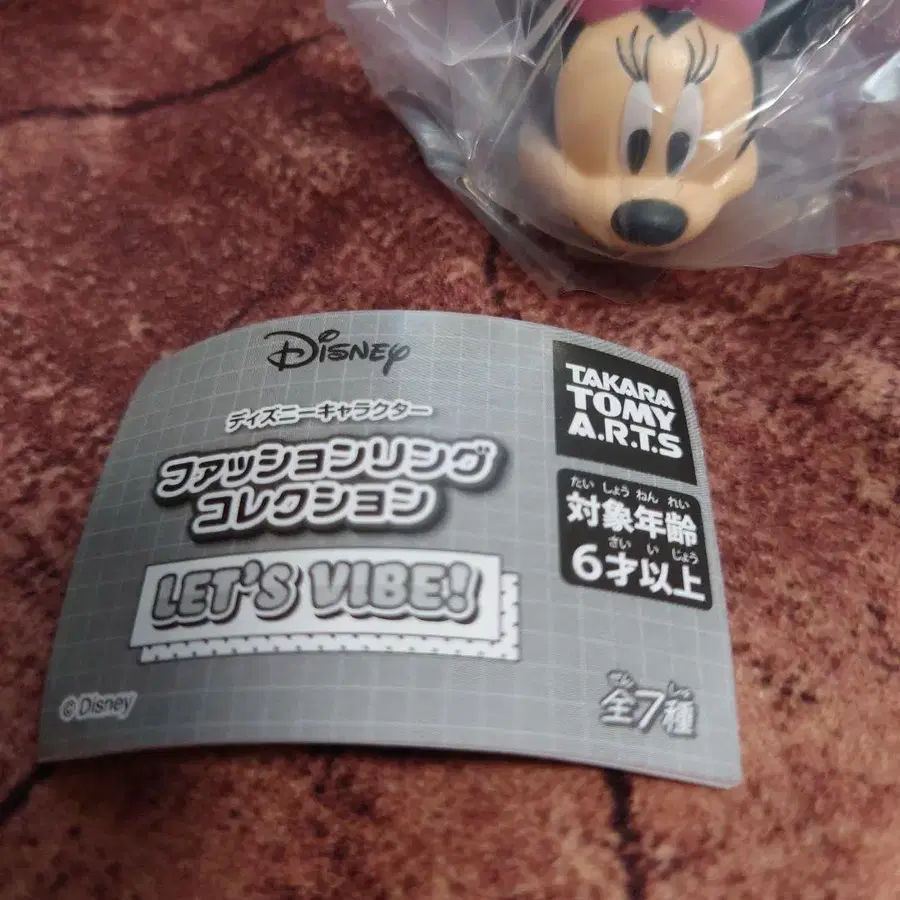 Disney
ディズニーキャラクター
ファッションリング
コレクション
LET'S VIBE!
© Disney
TAKARA
TOMY
A.R.T.S
たいしょうねんれい
対象年齢
さいいじょう
6才以上
ぜんしゅ
全7種